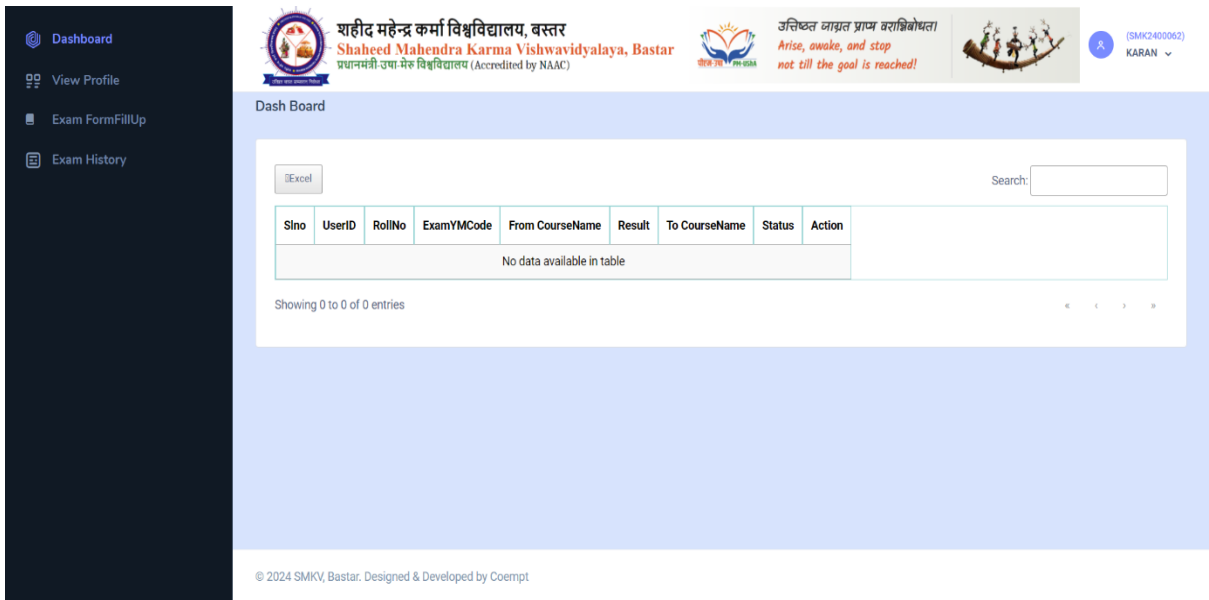 Dashboard
View Profile
Exam FormFillUp
Exam History
शहीद महेन्द्र कर्मा विश्वविद्यालय, बस्तर
Shaheed Mahendra Karma Vishwavidyalaya, Bastar
प्रधानमंत्री-उषा-मेरु विश्वविद्यालय (Accredited by NAAC)
PM-USHA
उत्तिष्ठत जाग्रत प्राप्य वरान्निबोधत।
Arise, awake, and stop
not till the goal is reached!
(SMK2400062)
KARAN
Dash Board
Excel
Search:
Slno UserID RollNo ExamYMCode From CourseName Result To CourseName Status Action
No data available in table
Showing 0 to 0 of 0 entries
« ‹ › »
© 2024 SMKV, Bastar. Designed & Developed by Coempt